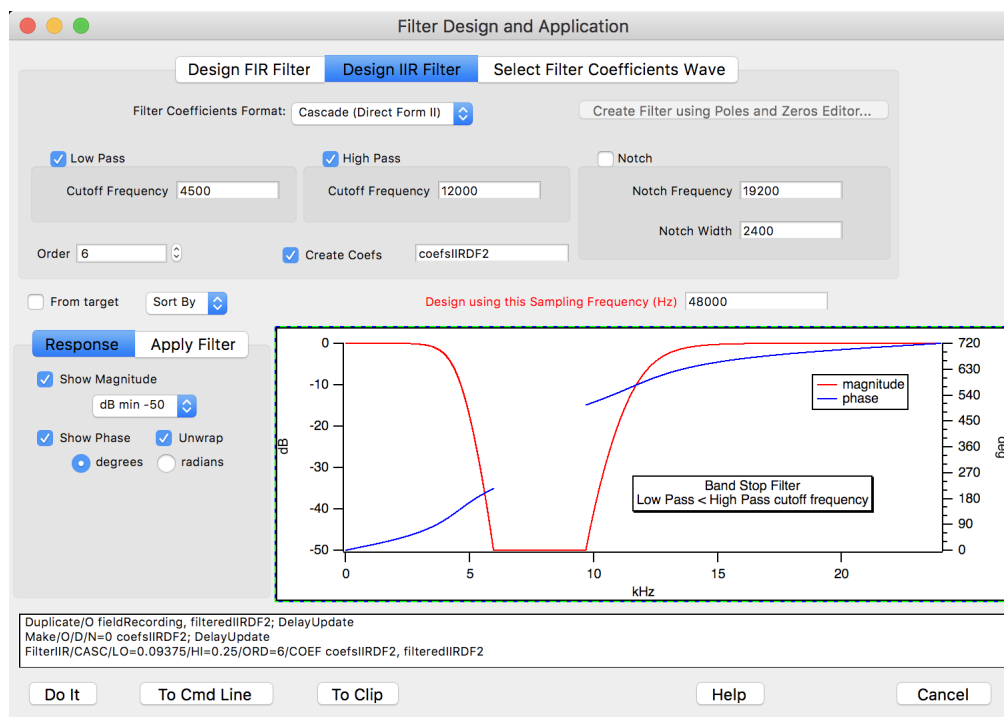 Filter Design and Application
Design FIR Filter Design IIR Filter Select Filter Coefficients Wave
Filter Coefficients Format: Cascade (Direct Form II) Create Filter using Poles and Zeros Editor...
Low Pass High Pass Notch
Cutoff Frequency 4500 Cutoff Frequency 12000 Notch Frequency 19200
Notch Width 2400
Order 6 Create Coefs coefsIIRDF2
From target Sort By Design using this Sampling Frequency (Hz) 48000
Response Apply Filter
Show Magnitude
dB min -50
Show Phase Unwrap
degrees radians
0 720
630
-10
540
450
-20
360
-30
270
180
-40
90
-50 0
dB
deg
magnitude
phase
Band Stop Filter
Low Pass < High Pass cutoff frequency
0 5 10 15 20
kHz
Duplicate/O fieldRecording, filteredIIRDF2; DelayUpdate
Make/O/D/N=0 coefsIIRDF2; DelayUpdate
FilterIIR/CASC/LO=0.09375/HI=0.25/ORD=6/COEF coefsIIRDF2, filteredIIRDF2
Do It To Cmd Line To Clip Help Cancel